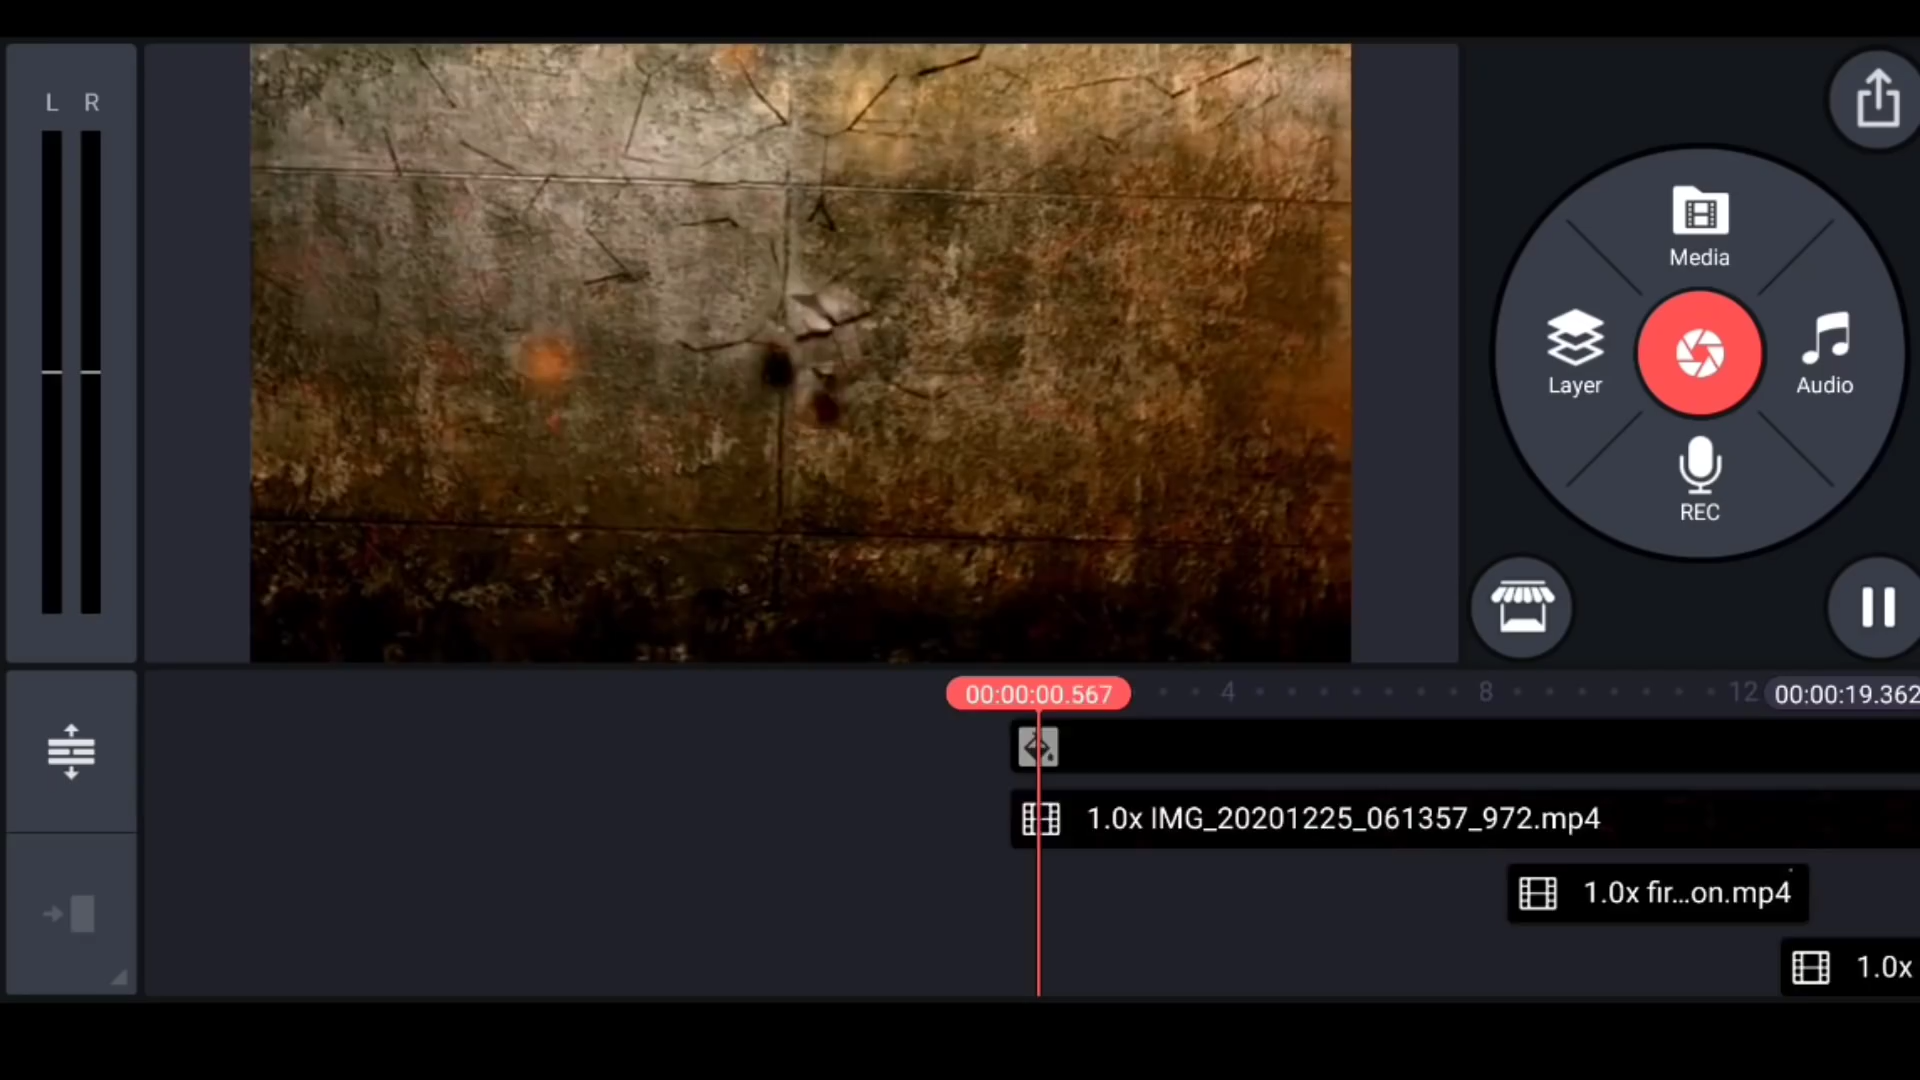 L R
Media
Layer
Audio
REC
00:00:00.567 4 8 12 00:00:19.362
1.0x IMG_20201225_061357_972.mp4
1.0x fir...on.mp4
1.0x